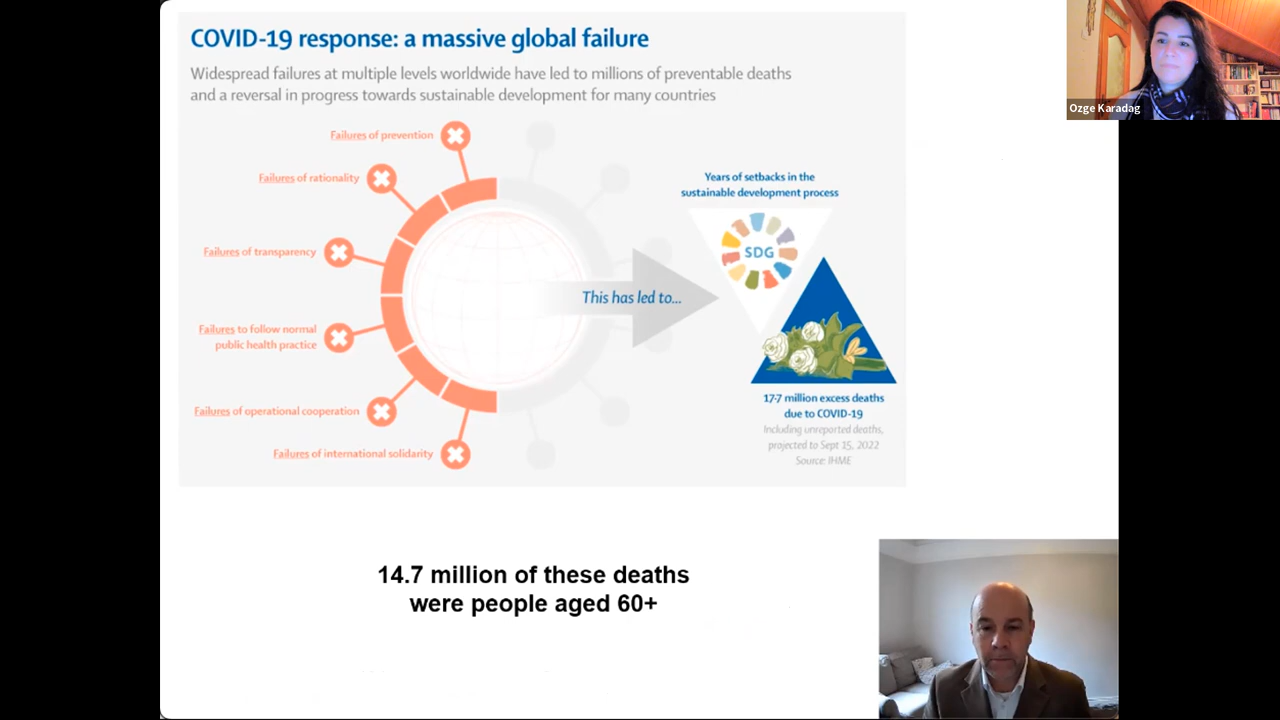 COVID-19 response: a massive global failure
Widespread failures at multiple levels worldwide have led to millions of preventable deaths
and a reversal in progress towards sustainable development for many countries
Failures of prevention
Failures of rationality
Failures of transparency
Failures to follow normal
public health practice
Failures of operational cooperation
Failures of international solidarity
This has led to...
Years of setbacks in the
sustainable development process
SDG
17·7 million excess deaths
due to COVID-19
Including unreported deaths,
projected to Sept 15, 2022
Source: IHME
14.7 million of these deaths
were people aged 60+
Ozge Karadag